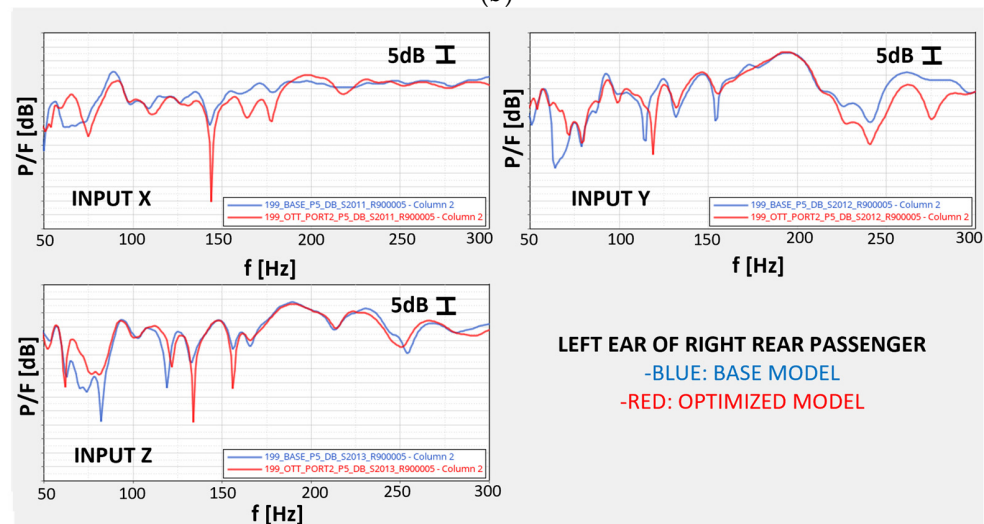 5dB
P/F [dB]
INPUT X
199_BASE_P5_DB_S2011_R900005 - Column 2
199_OTT_PORT2_P5_DB_S2011_R900005 - Column 2
50 100 150 200 250 300
f [Hz]
5dB
P/F [dB]
INPUT Y
199_BASE_P5_DB_S2012_R900005 - Column 2
199_OTT_PORT2_P5_DB_S2012_R900005 - Column 2
50 100 150 200 250 300
f [Hz]
5dB
P/F [dB]
INPUT Z
199_BASE_P5_DB_S2013_R900005 - Column 2
199_OTT_PORT2_P5_DB_S2013_R900005 - Column 2
50 100 150 200 250 300
f [Hz]
LEFT EAR OF RIGHT REAR PASSENGER
-BLUE: BASE MODEL
-RED: OPTIMIZED MODEL